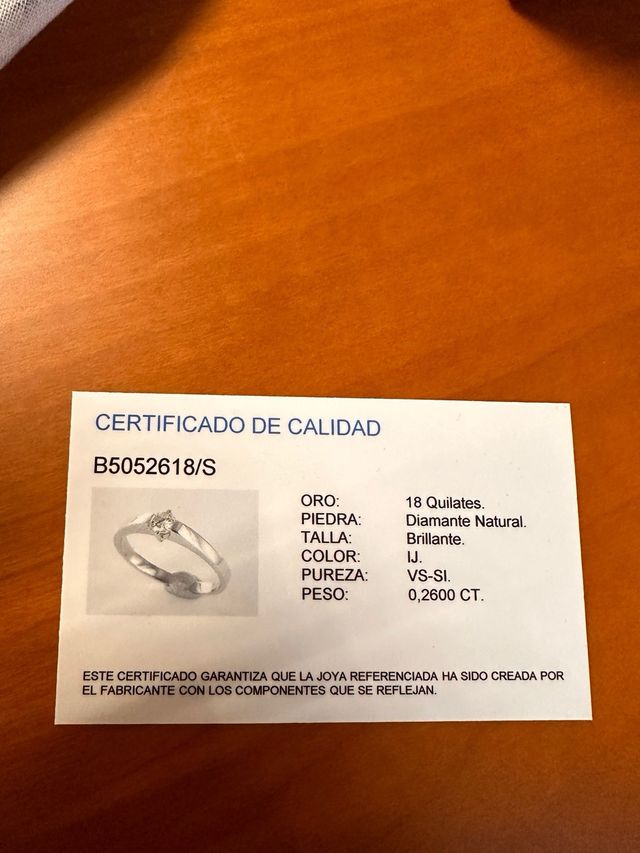 CERTIFICADO DE CALIDAD
B5052618/S
ORO: 18 Quilates.
PIEDRA: Diamante Natural.
TALLA: Brillante.
COLOR: IJ.
PUREZA: VS-SI.
PESO: 0,2600 CT.
ESTE CERTIFICADO GARANTIZA QUE LA JOYA REFERENCIADA HA SIDO CREADA POR
EL FABRICANTE CON LOS COMPONENTES QUE SE REFLEJAN.